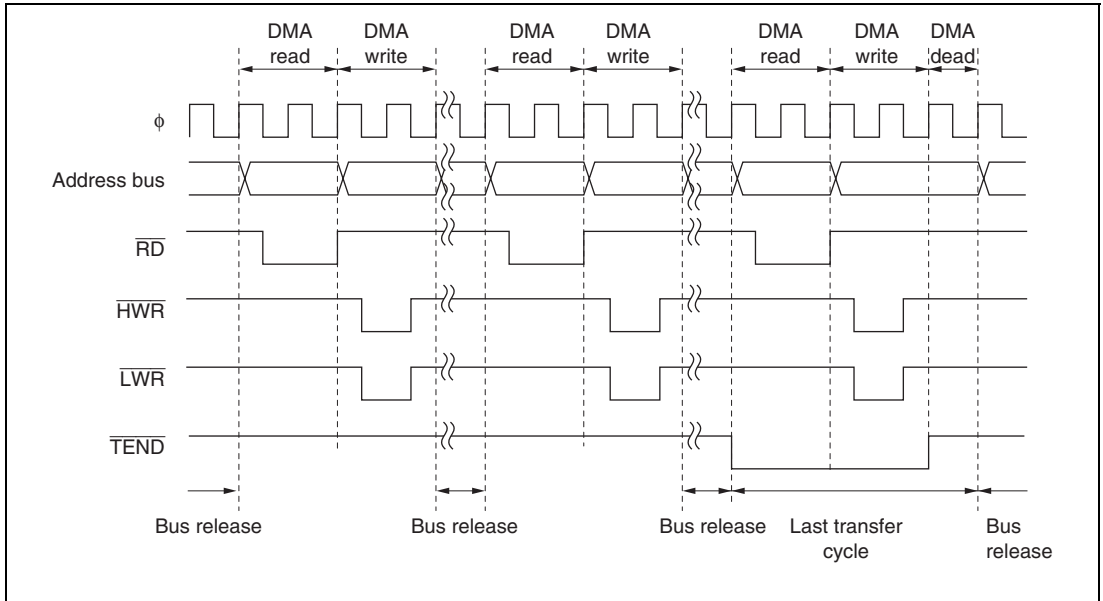 DMA read
DMA write
DMA read
DMA write
DMA read
DMA write
DMA dead
ϕ
Address bus
RD
HWR
LWR
TEND
Bus release
Bus release
Bus release
Last transfer
cycle
Bus
release